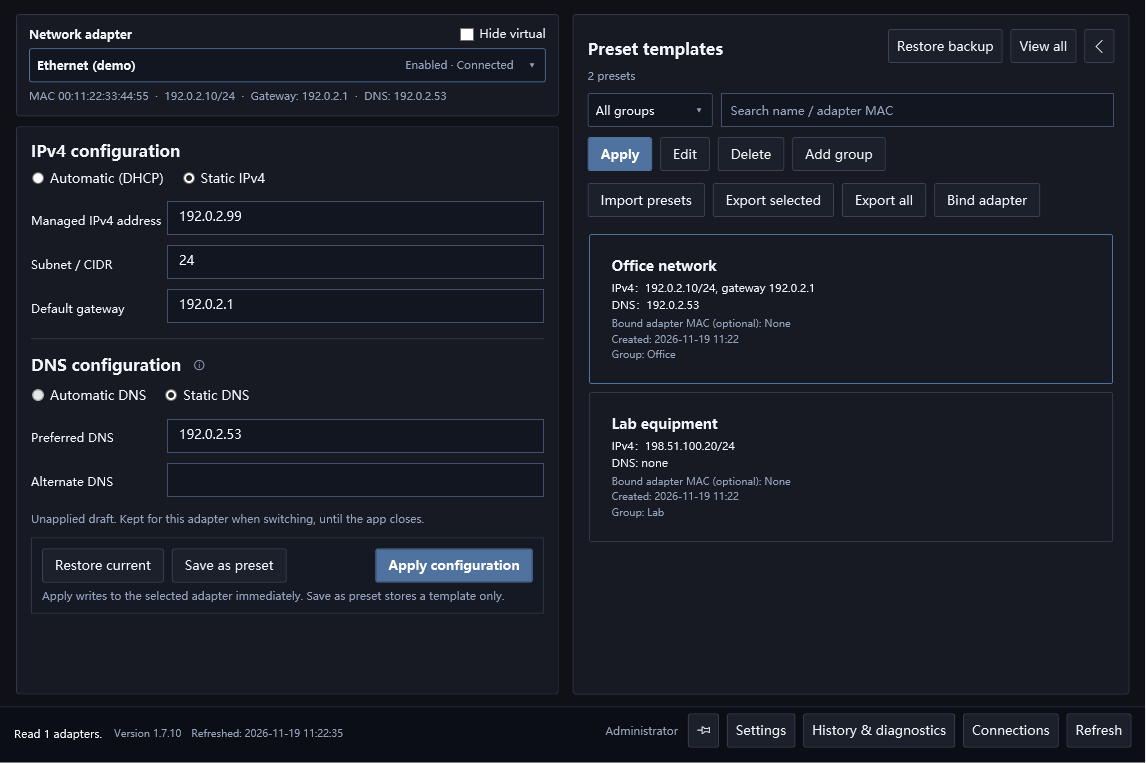 Network adapter
Hide virtual
Ethernet (demo)
Enabled · Connected
MAC 00:11:22:33:44:55 · 192.0.2.10/24 · Gateway: 192.0.2.1 · DNS: 192.0.2.53
IPv4 configuration
Automatic (DHCP)
Static IPv4
Managed IPv4 address
192.0.2.99
Subnet / CIDR
24
Default gateway
192.0.2.1
DNS configuration
Automatic DNS
Static DNS
Preferred DNS
192.0.2.53
Alternate DNS
Unapplied draft. Kept for this adapter when switching, until the app closes.
Restore current
Save as preset
Apply configuration
Apply writes to the selected adapter immediately. Save as preset stores a template only.
Preset templates
Restore backup
View all
2 presets
All groups
Search name / adapter MAC
Apply
Edit
Delete
Add group
Import presets
Export selected
Export all
Bind adapter
Office network
IPv4: 192.0.2.10/24, gateway 192.0.2.1
DNS: 192.0.2.53
Bound adapter MAC (optional): None
Created: 2026-11-19 11:22
Group: Office
Lab equipment
IPv4: 198.51.100.20/24
DNS: none
Bound adapter MAC (optional): None
Created: 2026-11-19 11:22
Group: Lab
Read 1 adapters.
Version 1.7.10
Refreshed: 2026-11-19 11:22:35
Administrator
Settings
History & diagnostics
Connections
Refresh